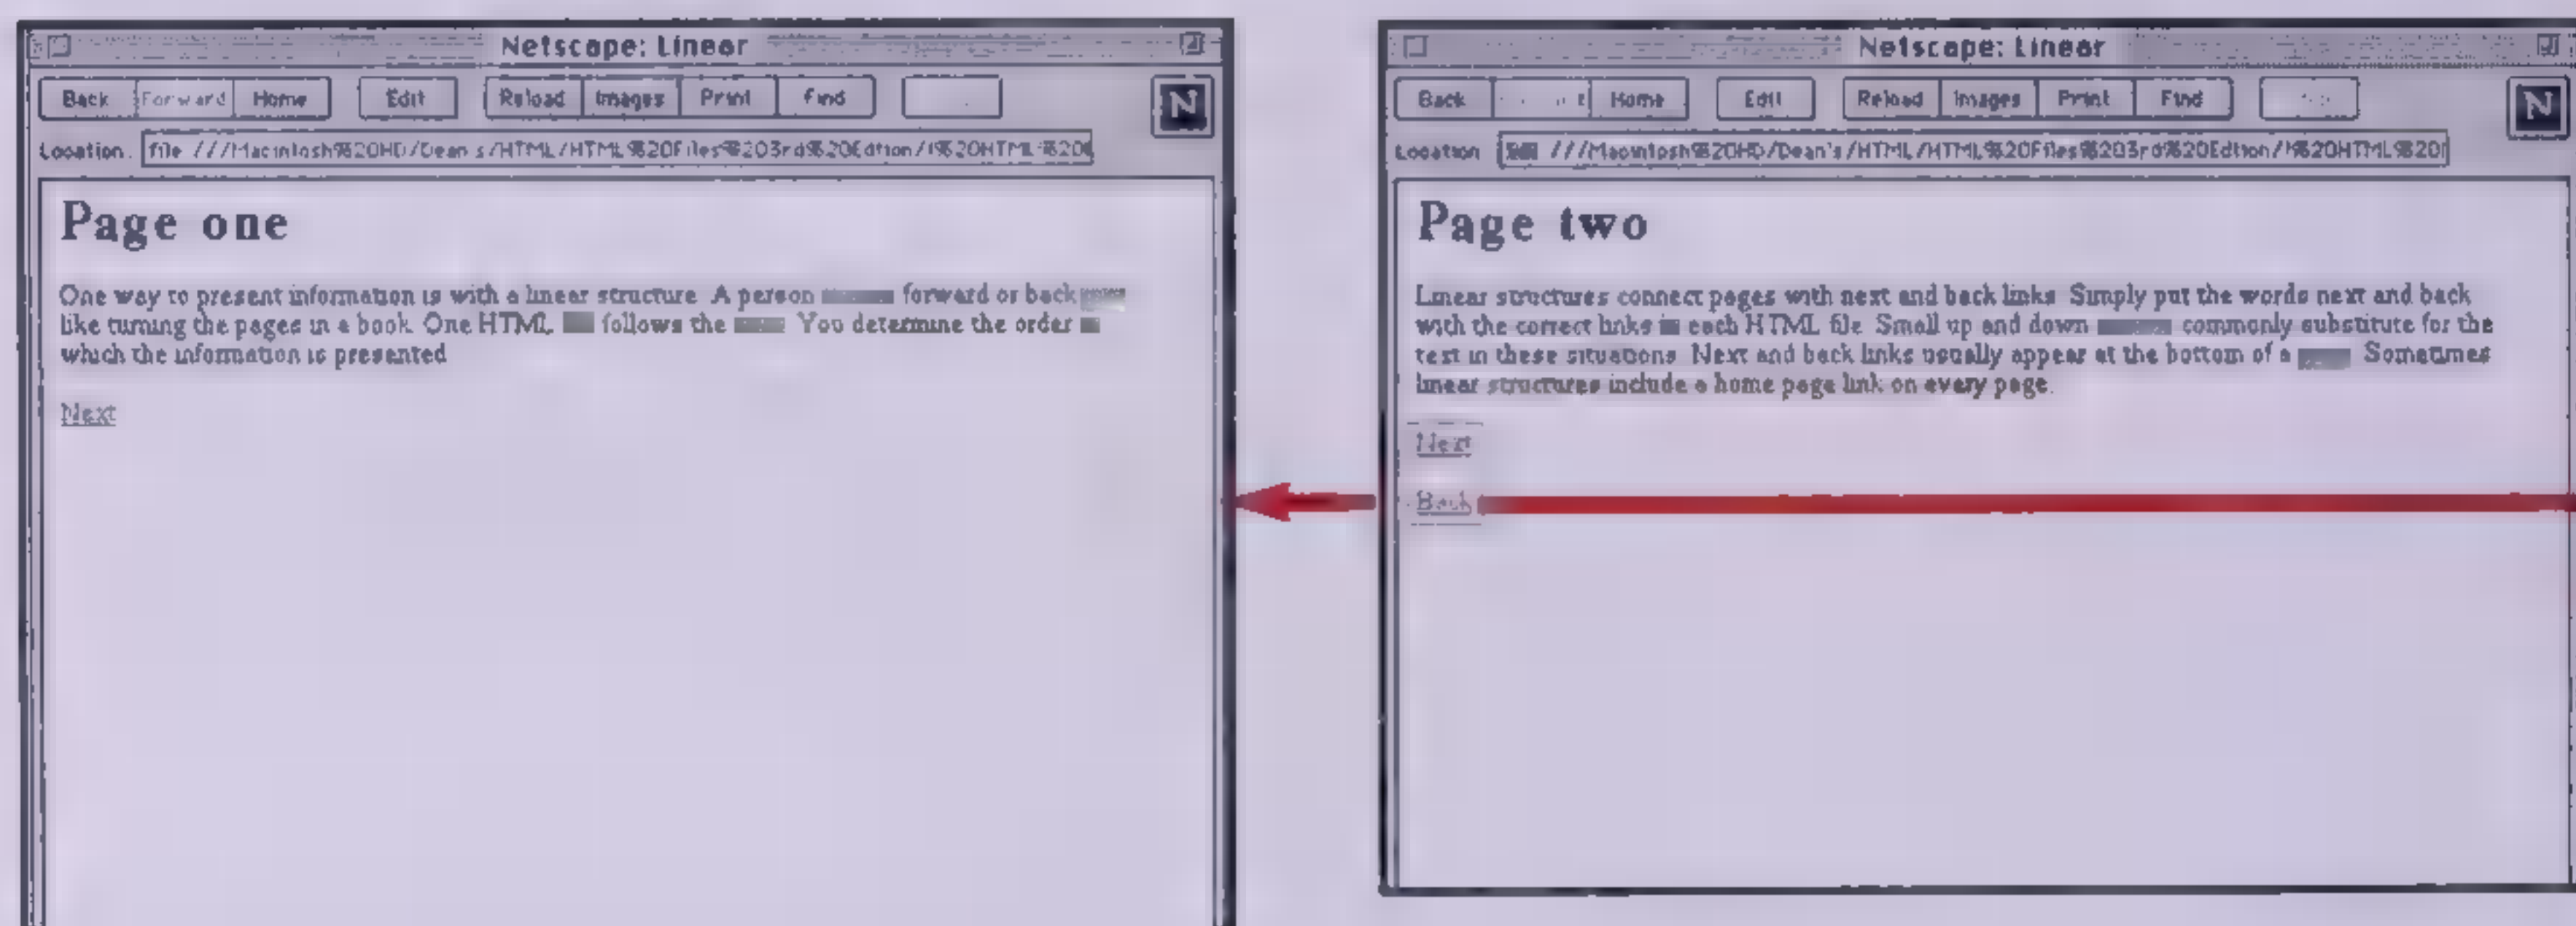 Netscape: Linear
Back Forward Home Edit Reload Images Print Find
N
Location: file ///Macintosh%20HD/Dean's/HTML/HTML%20Files%203rd%20Edtion/1%20HTML%20
Page one
One way to present information is with a linear structure. A person forward or back
like turning the pages in a book. One HTML follows the You determine the order
which the information is presented
Next
Netscape: Linear
Back Home Edit Reload Images Print Find
N
Location ///Macintosh%20HD/Dean's/HTML/HTML%20Files%203rd%20Edtion/1%20HTML%20
Page two
Linear structures connect pages with next and back links. Simply put the words next and back
with the correct links each HTML file. Small up and down commonly substitute for the
text in these situations. Next and back links usually appear at the bottom of a Sometimes
linear structures include a home page link on every page.
Next
Back